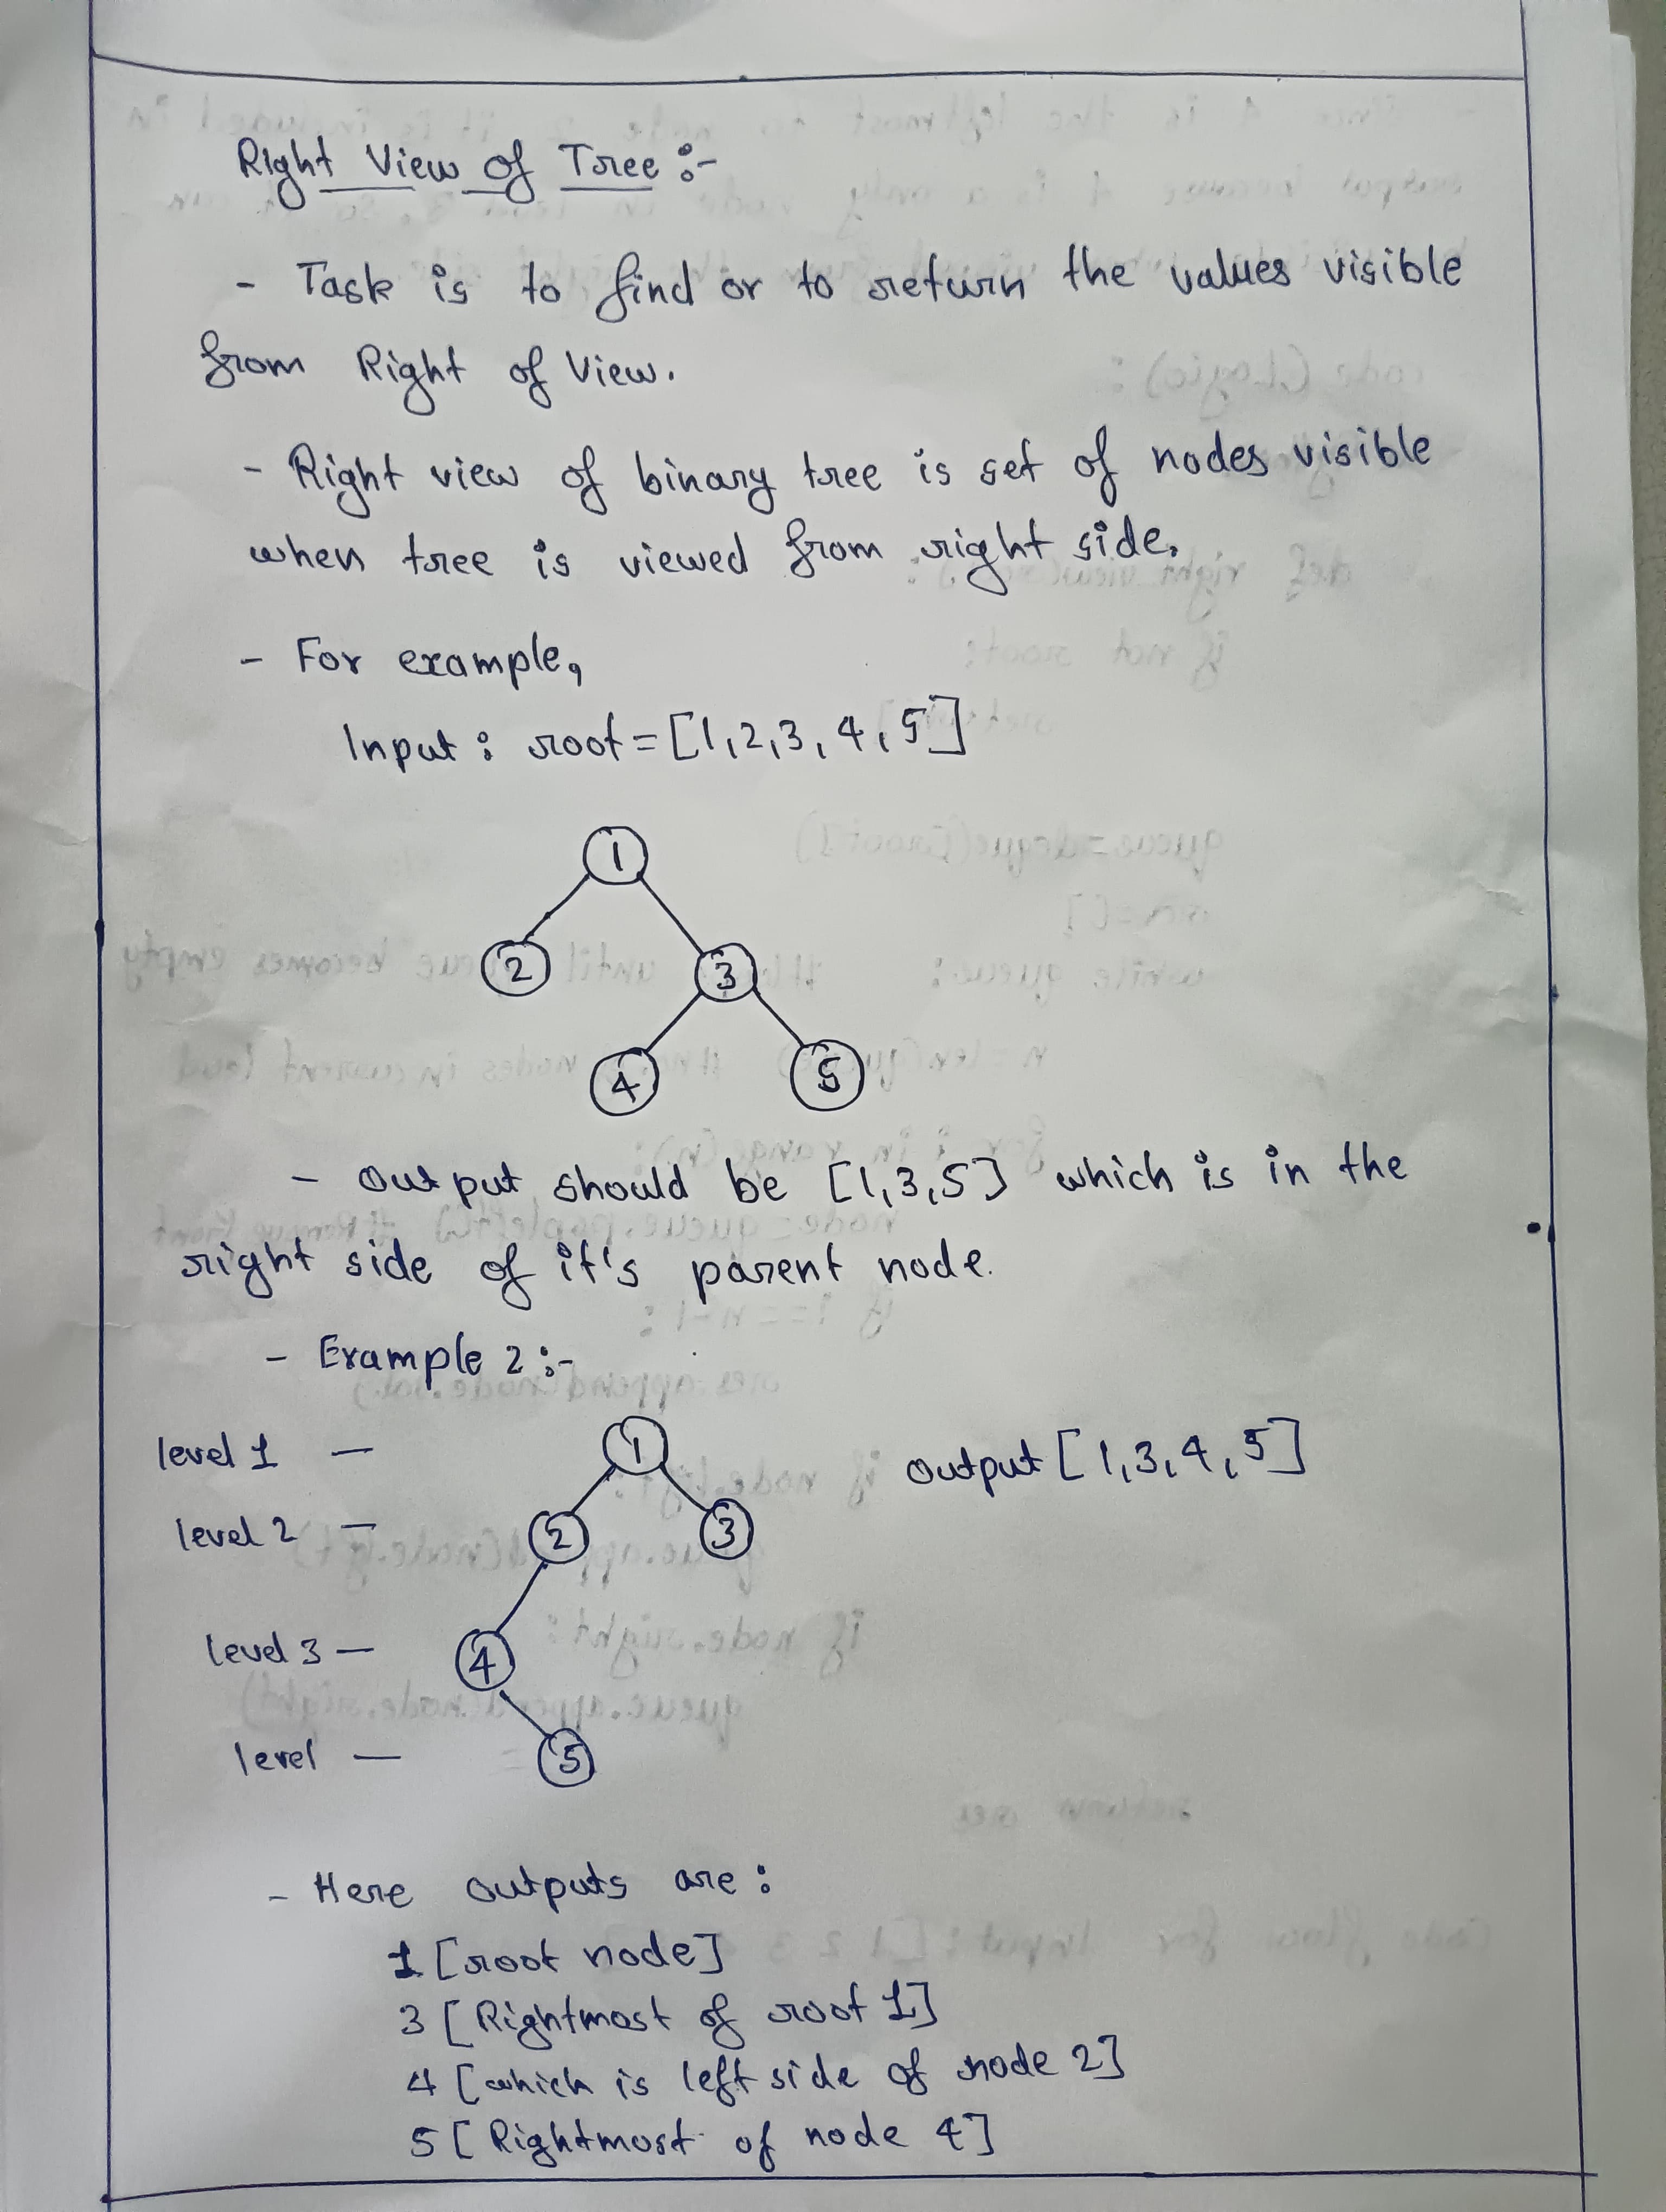 Right View of Tree :-
- Task is to find or to return the values visible
from Right of View.
- Right view of binary tree is set of nodes visible
when tree is viewed from right side.
- For example,
Input : root = [1,2,3,4,5]
1
2 3
4 5
- Output should be [1,3,5] which is in the
right side of it's parent node.
- Example 2 :-
level 1 — 1 output [1,3,4,5]
level 2 — 2 3
level 3 — 4
level — 5
- Here outputs are :
1 [root node]
3 [Rightmost of root 1]
4 [which is left side of node 2]
5 [Rightmost of node 4]